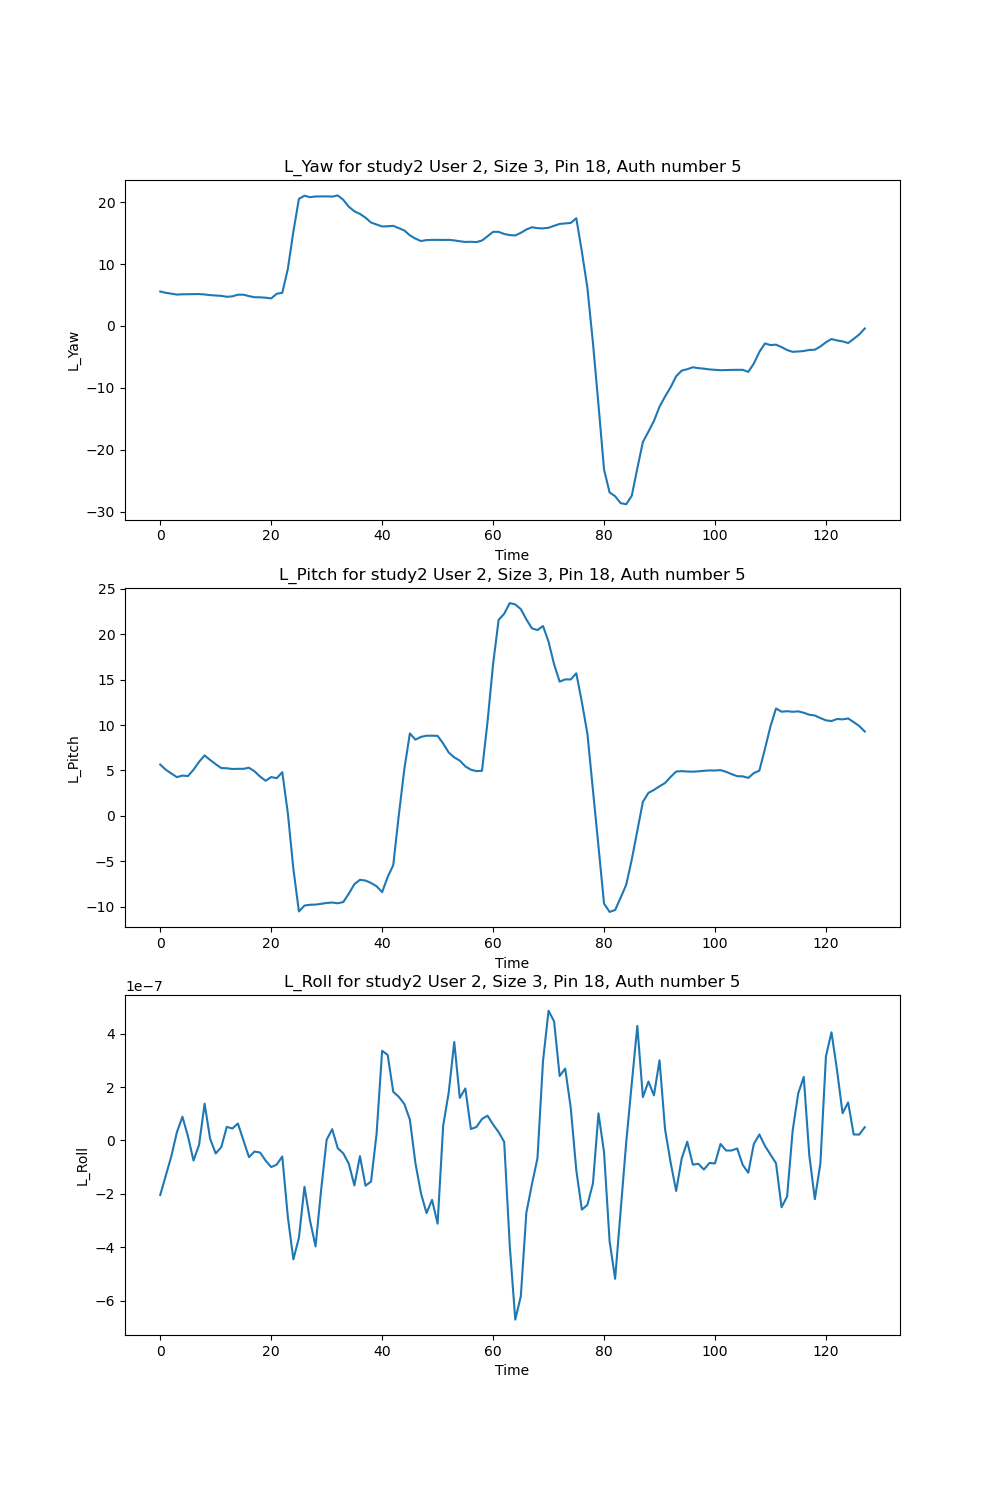 L_Yaw for study2 User 2, Size 3, Pin 18, Auth number 5
20
10
0
−10
−20
−30
L_Yaw
0 20 40 60 80 100 120
Time
L_Pitch for study2 User 2, Size 3, Pin 18, Auth number 5
25
20
15
10
5
0
−5
−10
L_Pitch
0 20 40 60 80 100 120
Time
L_Roll for study2 User 2, Size 3, Pin 18, Auth number 5
1e−7
4
2
0
−2
−4
−6
L_Roll
0 20 40 60 80 100 120
Time